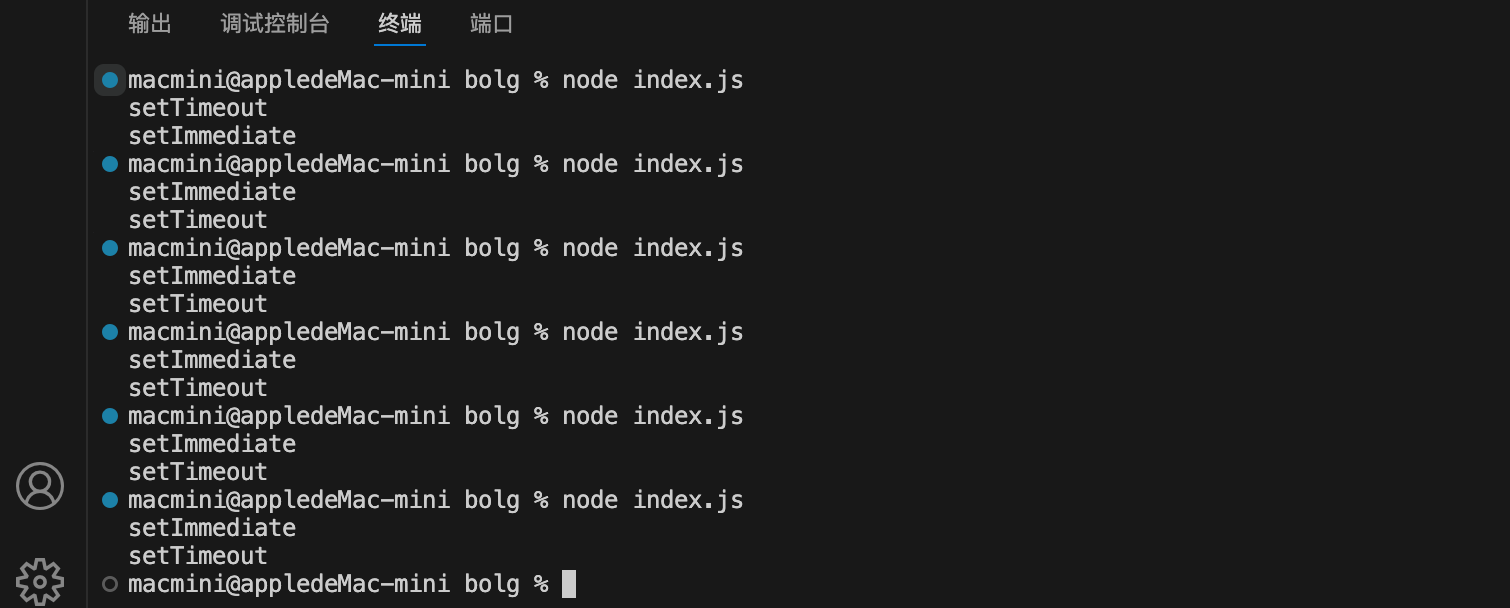 输出 调试控制台 终端 端口
macmini@appledeMac-mini bolg % node index.js
setTimeout
setImmediate
macmini@appledeMac-mini bolg % node index.js
setImmediate
setTimeout
macmini@appledeMac-mini bolg % node index.js
setImmediate
setTimeout
macmini@appledeMac-mini bolg % node index.js
setImmediate
setTimeout
macmini@appledeMac-mini bolg % node index.js
setImmediate
setTimeout
macmini@appledeMac-mini bolg % node index.js
setImmediate
setTimeout
macmini@appledeMac-mini bolg %